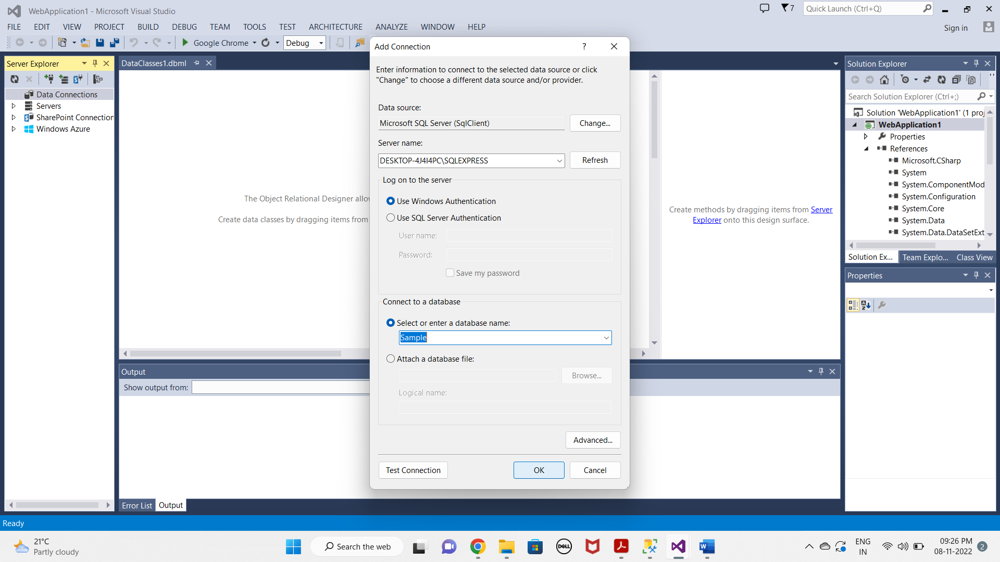 WebApplication1 - Microsoft Visual Studio
7
Quick Launch (Ctrl+Q)
FILE EDIT VIEW PROJECT BUILD DEBUG TEAM TOOLS TEST ARCHITECTURE ANALYZE WINDOW HELP
Sign in
Google Chrome
Debug
Server Explorer
Data Connections
Servers
SharePoint Connection
Windows Azure
DataClasses1.dbml
The Object Relational Designer allow
Create data classes by dragging items from
Create methods by dragging items from Server
Explorer onto this design surface.
Add Connection
?
Enter information to connect to the selected data source or click
"Change" to choose a different data source and/or provider.
Data source:
Microsoft SQL Server (SqlClient)
Change...
Server name:
DESKTOP-4J4I4PC\SQLEXPRESS
Refresh
Log on to the server
Use Windows Authentication
Use SQL Server Authentication
User name:
Password:
Save my password
Connect to a database
Select or enter a database name:
Sample
Attach a database file:
Browse...
Logical name:
Advanced...
Test Connection
OK
Cancel
Output
Show output from:
Error List
Output
Solution Explorer
Search Solution Explorer (Ctrl+;)
Solution 'WebApplication1' (1 proj
WebApplication1
Properties
References
Microsoft.CSharp
System
System.ComponentMod
System.Configuration
System.Core
System.Data
System.Data.DataSetExt
Solution Ex...
Team Explo...
Class View
Properties
Ready
21°C
Partly cloudy
Search the web
DELL
ENG
IN
09:26 PM
08-11-2022
2